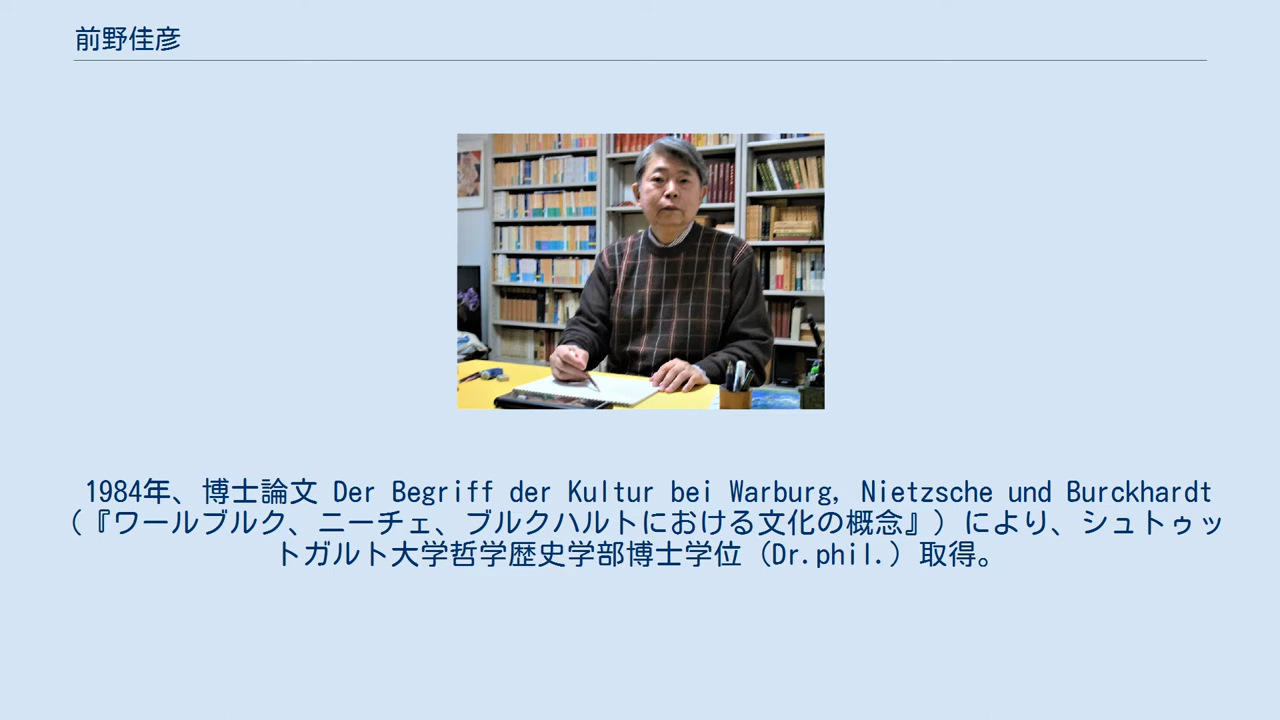 前野佳彦
1984年、博士論文 Der Begriff der Kultur bei Warburg, Nietzsche und Burckhardt
（『ワールブルク、ニーチェ、ブルクハルトにおける文化の概念』）により、シュトゥッ
トガルト大学哲学歴史学部博士学位（Dr.phil.）取得。